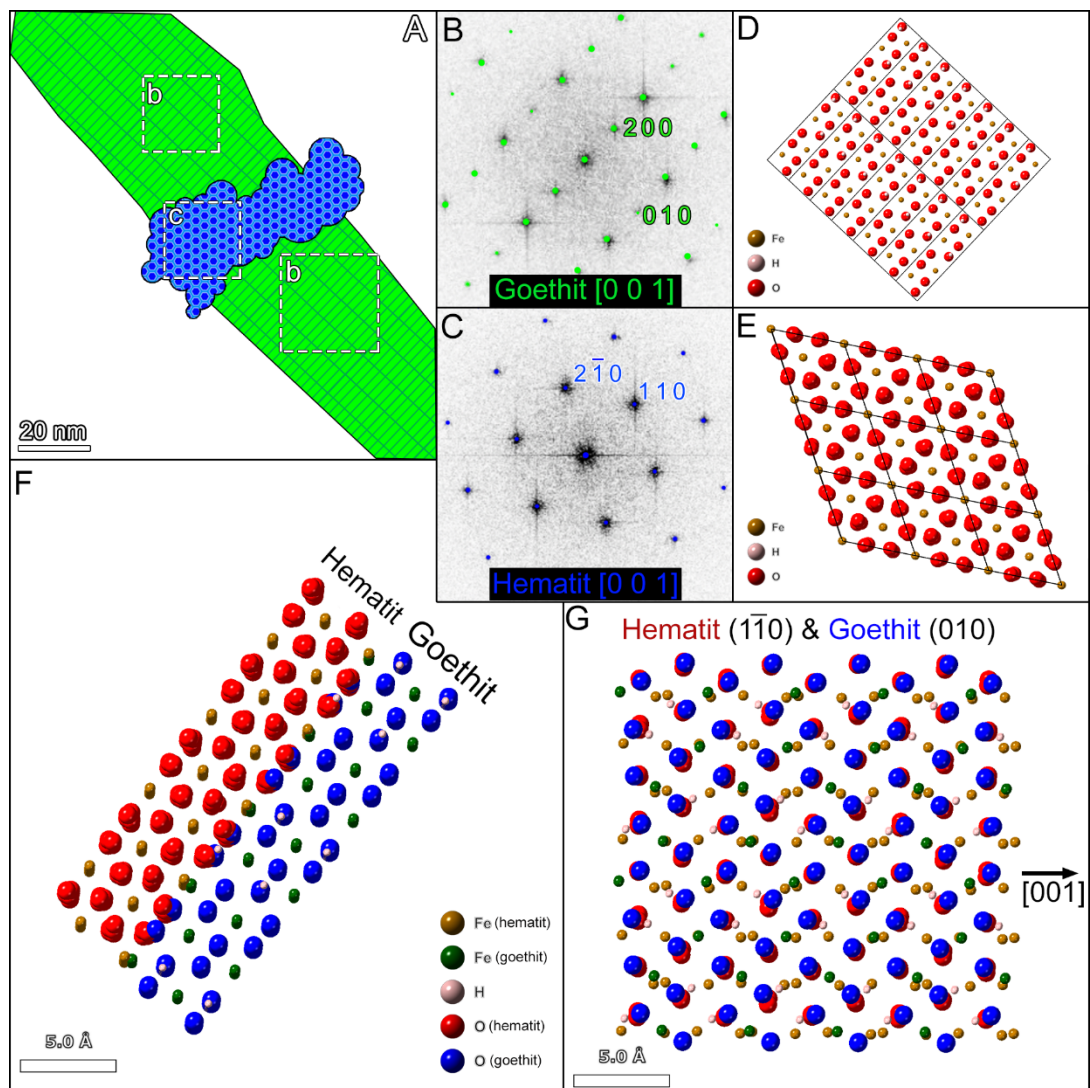 A
b
c
b
20 nm
B
200
010
Goethit [0 0 1]
C
2 1̅ 0
1 1 0
Hematit [0 0 1]
D
Fe
H
O
E
Fe
H
O
F
Hematit
Goethit
Fe (hematit)
Fe (goethit)
H
O (hematit)
O (goethit)
5.0 Å
G
Hematit (11̅0) & Goethit (010)
[001]
5.0 Å